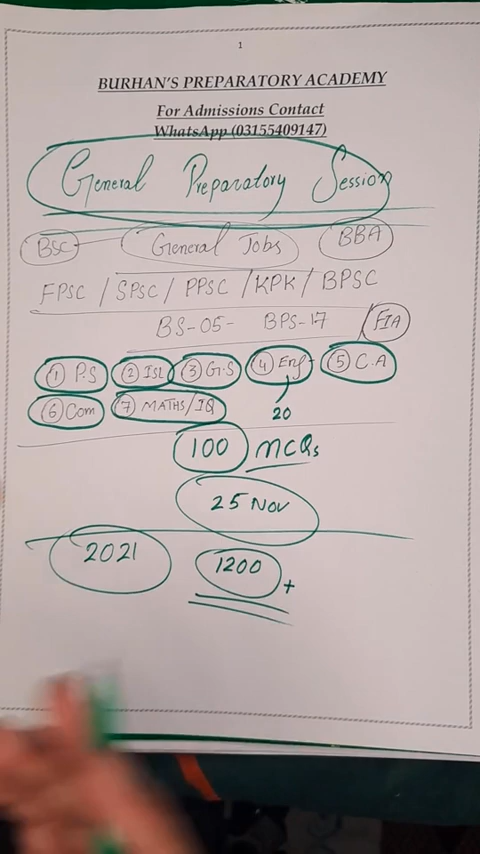 1
BURHAN'S PREPARATORY ACADEMY
For Admissions Contact
WhatsApp (03155409147)
General Preparatory Session
BSC General Jobs BBA
FPSC / SPSC / PPSC / KPK / BPSC
BS-05- BPS-17 / FIA
① P.S ② ISL ③ G.S ④ Eng ⑤ C.A
20
⑥ Com ⑦ MATHS/IQ
100 MCQs
25 Nov
2021 1200+